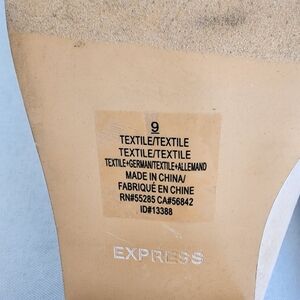 9
TEXTILE/TEXTILE
TEXTILE/TEXTILE
TEXTILE+GERMAN/TEXTILE+ALLEMAND
MADE IN CHINA/
FABRIQUÉ EN CHINE
RN#55285 CA#56842
ID#13388
EXPRESS